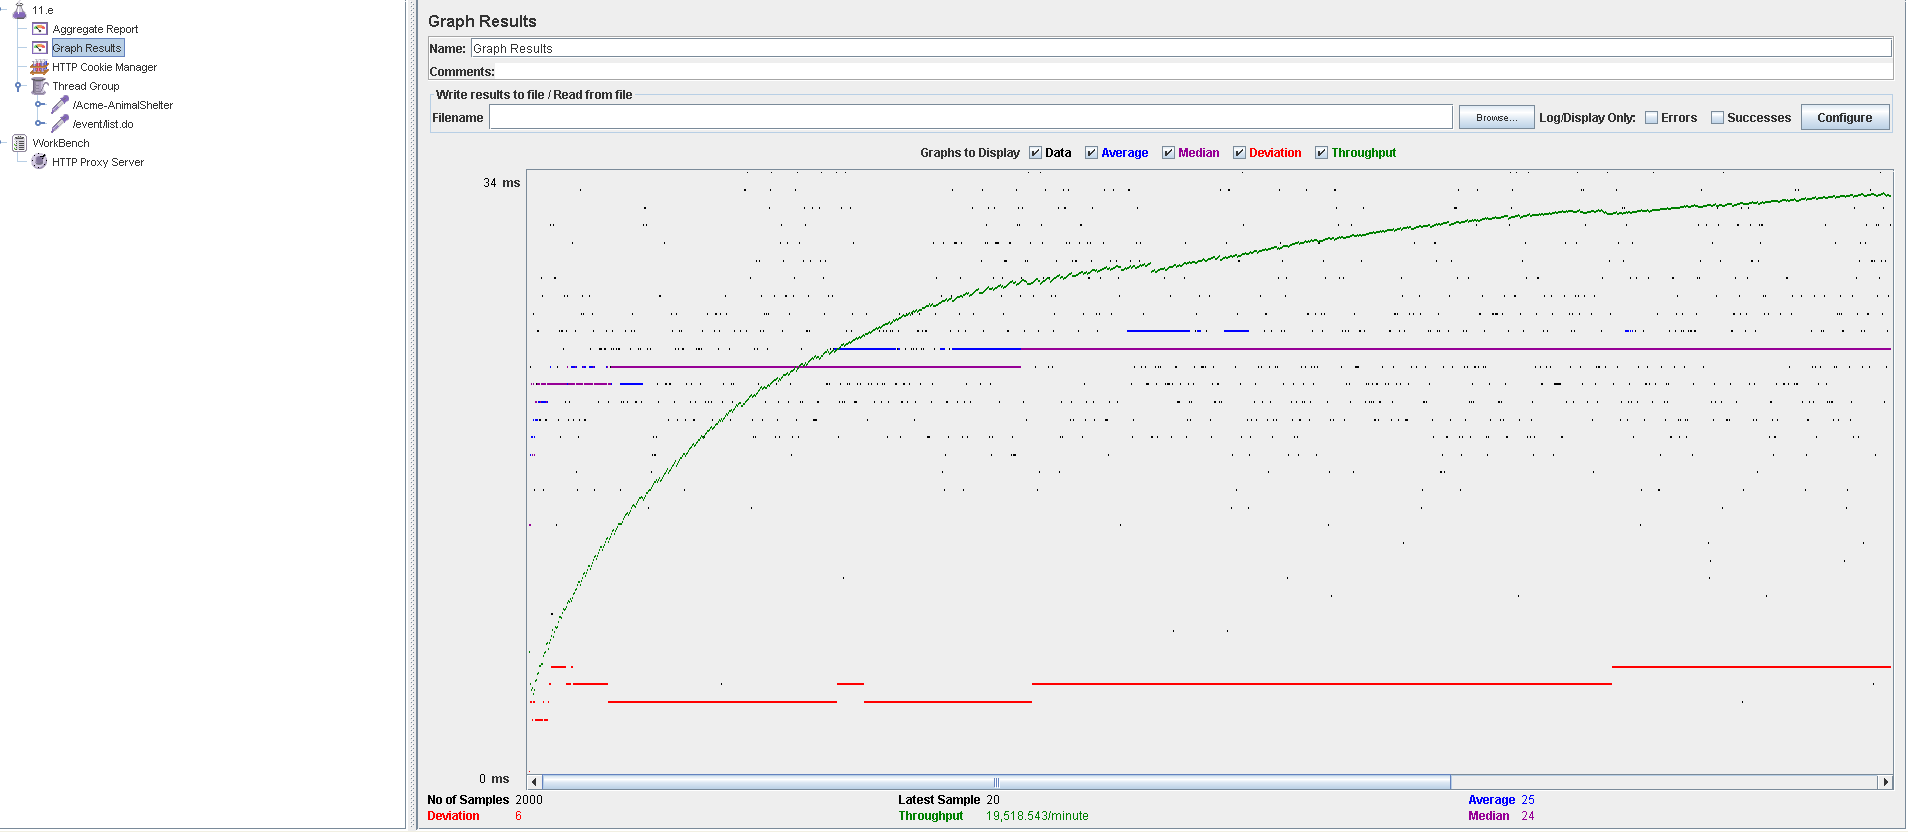 11.e
Aggregate Report
Graph Results
HTTP Cookie Manager
Thread Group
/Acme-AnimalShelter
/event/list.do
WorkBench
HTTP Proxy Server
Graph Results
Name: Graph Results
Comments:
Write results to file / Read from file
Filename Browse... Log/Display Only: Errors Successes Configure
Graphs to Display Data Average Median Deviation Throughput
34 ms
0 ms
No of Samples 2000 Latest Sample 20 Average 25
Deviation 6 Throughput 19,518.543/minute Median 24